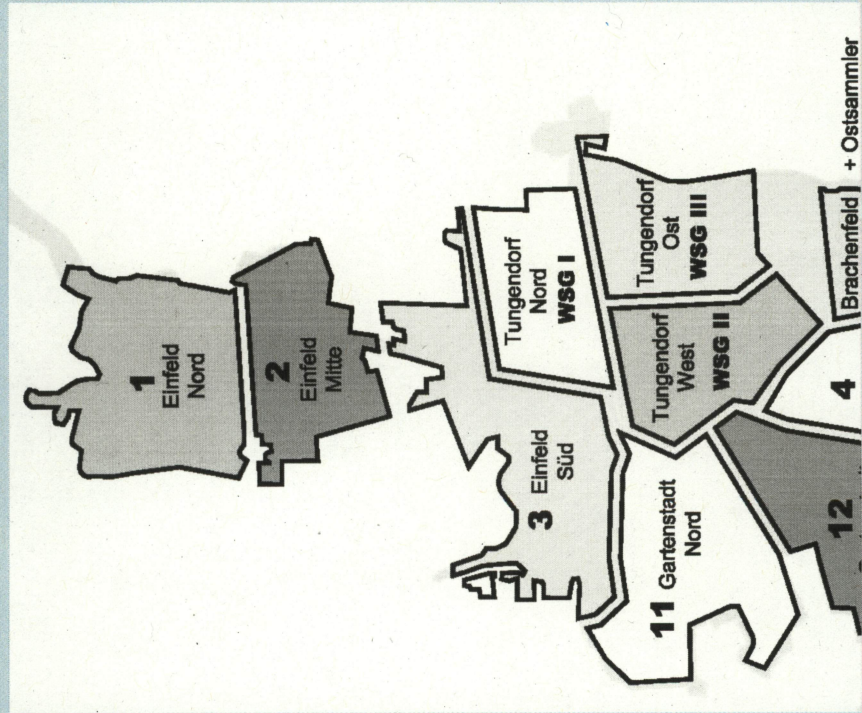 1
Einfeld
Nord
2
Einfeld
Mitte
3
Einfeld
Süd
Tungendorf
Nord
WSG I
Tungendorf
West
WSG II
Tungendorf
Ost
WSG III
11
Gartenstadt
Nord
12
4
Brachenfeld
+ Ostsammler